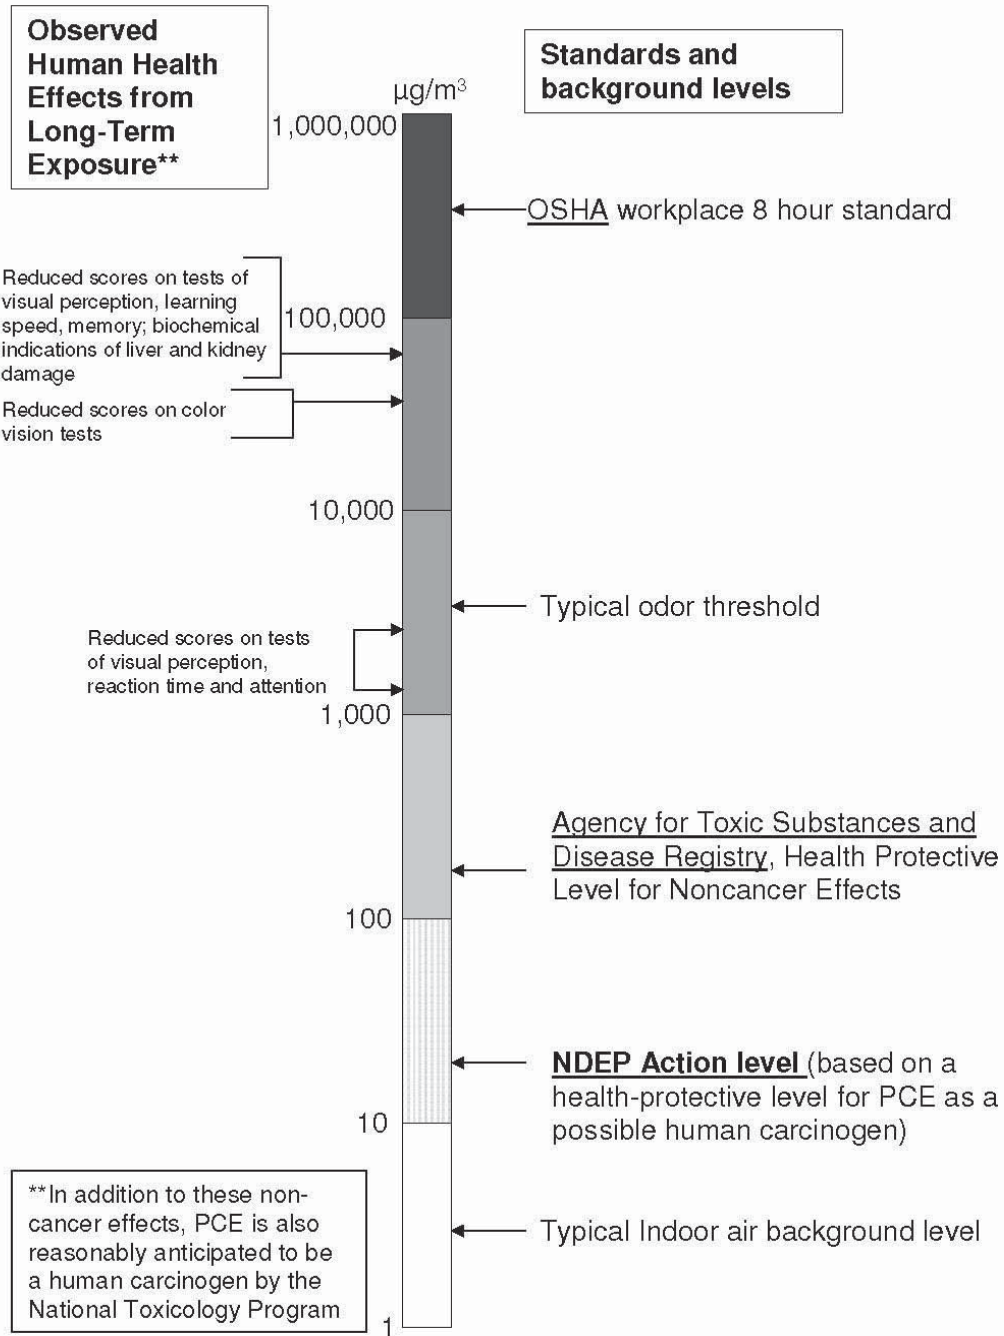 Observed
Human Health
Effects from
Long-Term
Exposure**
Standards and
background levels
µg/m³
1,000,000
OSHA workplace 8 hour standard
Reduced scores on tests of
visual perception, learning
speed, memory; biochemical
indications of liver and kidney
damage
100,000
Reduced scores on color
vision tests
10,000
Typical odor threshold
Reduced scores on tests
of visual perception,
reaction time and attention
1,000
Agency for Toxic Substances and
Disease Registry, Health Protective
Level for Noncancer Effects
100
NDEP Action level (based on a
health-protective level for PCE as a
possible human carcinogen)
10
**In addition to these non-
cancer effects, PCE is also
reasonably anticipated to be
a human carcinogen by the
National Toxicology Program
Typical Indoor air background level
1